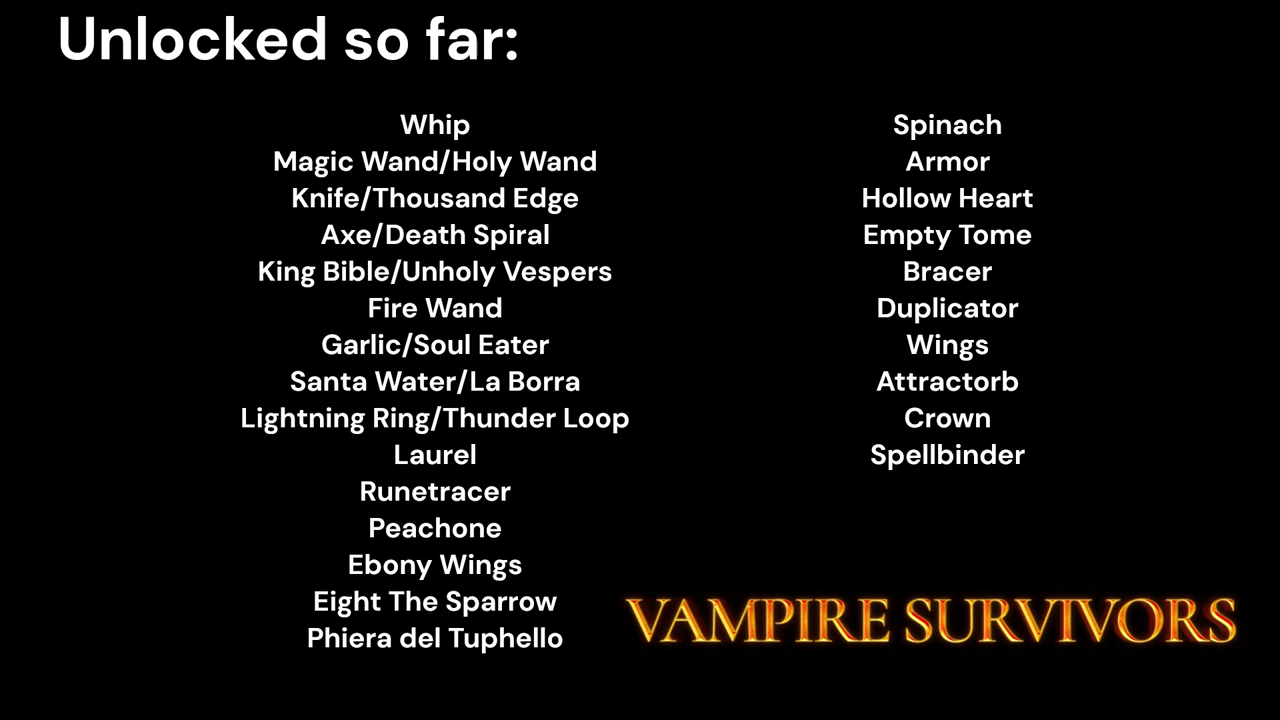 Unlocked so far:
Whip
Magic Wand/Holy Wand
Knife/Thousand Edge
Axe/Death Spiral
King Bible/Unholy Vespers
Fire Wand
Garlic/Soul Eater
Santa Water/La Borra
Lightning Ring/Thunder Loop
Laurel
Runetracer
Peachone
Ebony Wings
Eight The Sparrow
Phiera del Tuphello
Spinach
Armor
Hollow Heart
Empty Tome
Bracer
Duplicator
Wings
Attractorb
Crown
Spellbinder
VAMPIRE SURVIVORS